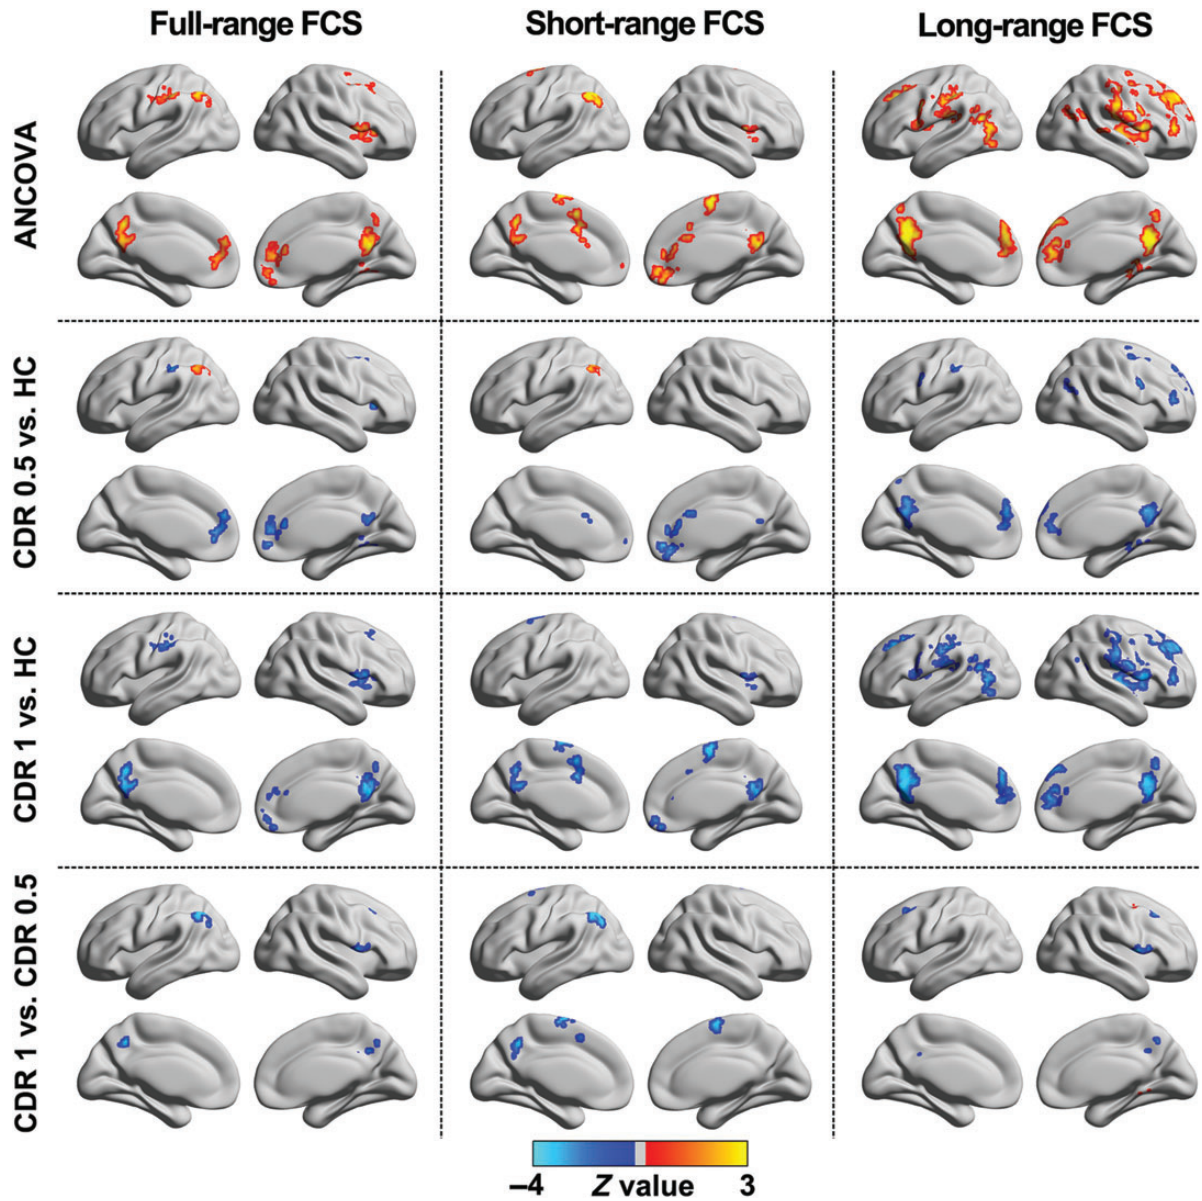 Full-range FCS
Short-range FCS
Long-range FCS
ANCOVA
CDR 0.5 vs. HC
CDR 1 vs. HC
CDR 1 vs. CDR 0.5
–4 Z value 3